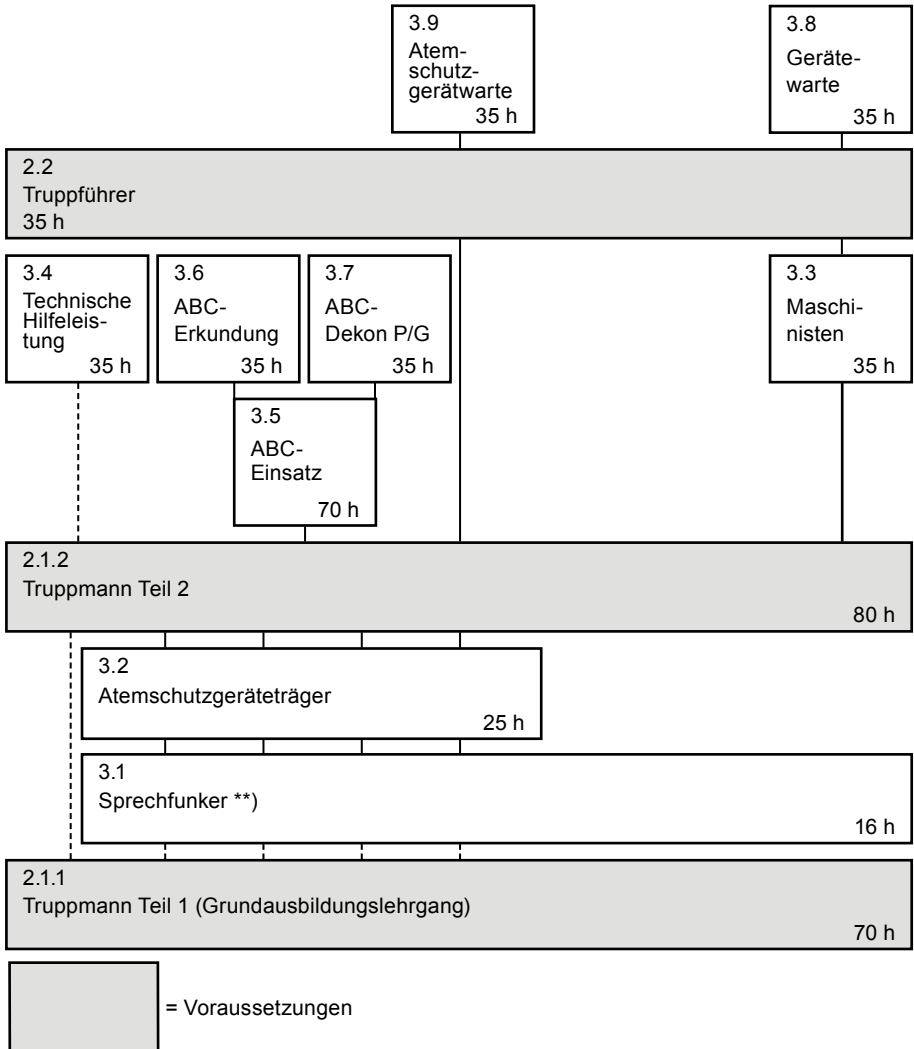 3.9
Atem-
schutz-
gerätwarte
35 h
3.8
Geräte-
warte
35 h
2.2
Truppführer
35 h
3.4
Technische
Hilfeleis-
tung
35 h
3.6
ABC-
Erkundung
35 h
3.7
ABC-
Dekon P/G
35 h
3.3
Maschi-
nisten
35 h
3.5
ABC-
Einsatz
70 h
2.1.2
Truppmann Teil 2
80 h
3.2
Atemschutzgeräteträger
25 h
3.1
Sprechfunker **)
16 h
2.1.1
Truppmann Teil 1 (Grundausbildungslehrgang)
70 h
= Voraussetzungen